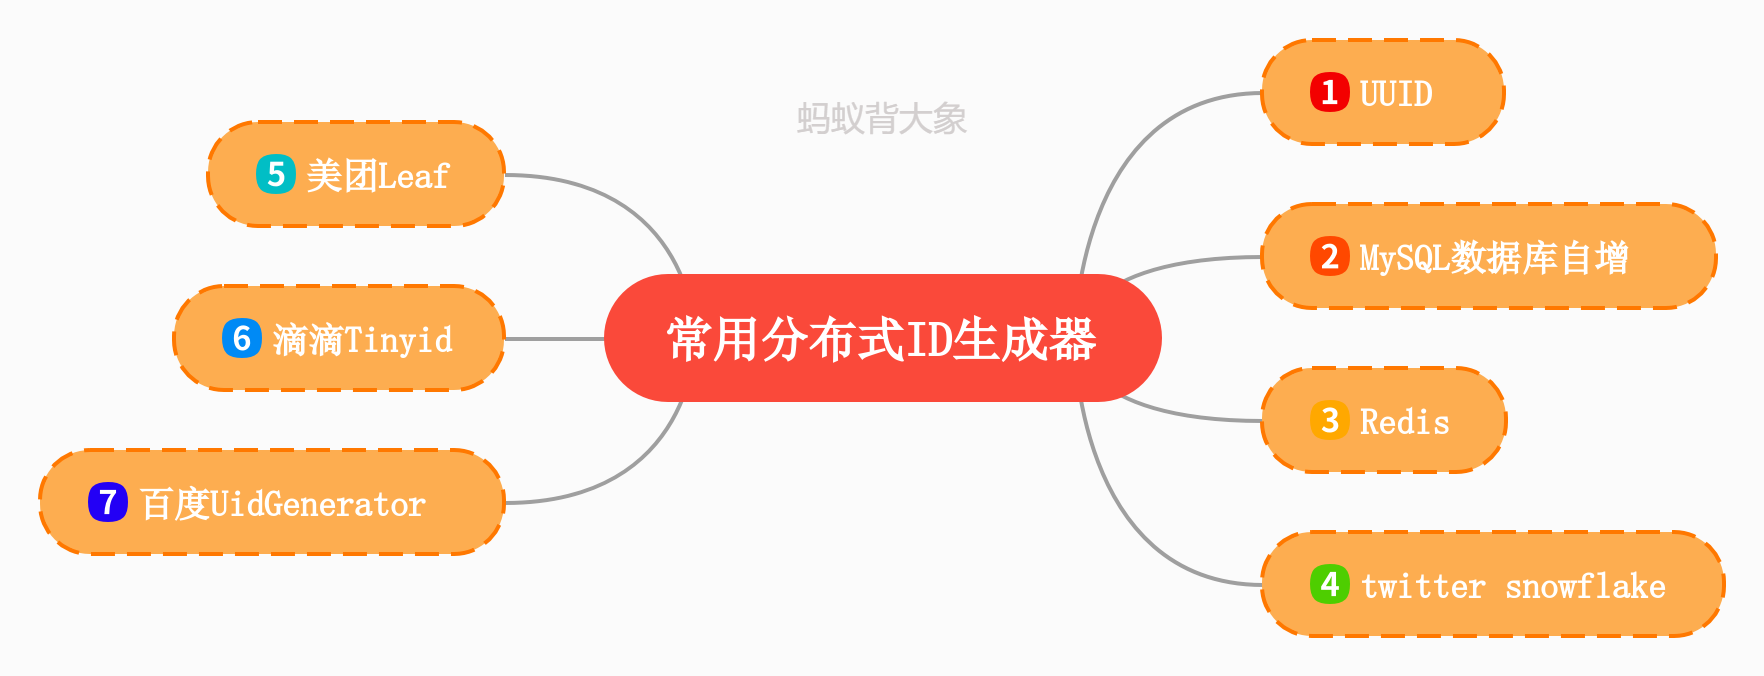 蚂蚁背大象
常用分布式ID生成器
1 UUID
2 MySQL数据库自增
3 Redis
4 twitter snowflake
5 美团Leaf
6 滴滴Tinyid
7 百度UidGenerator